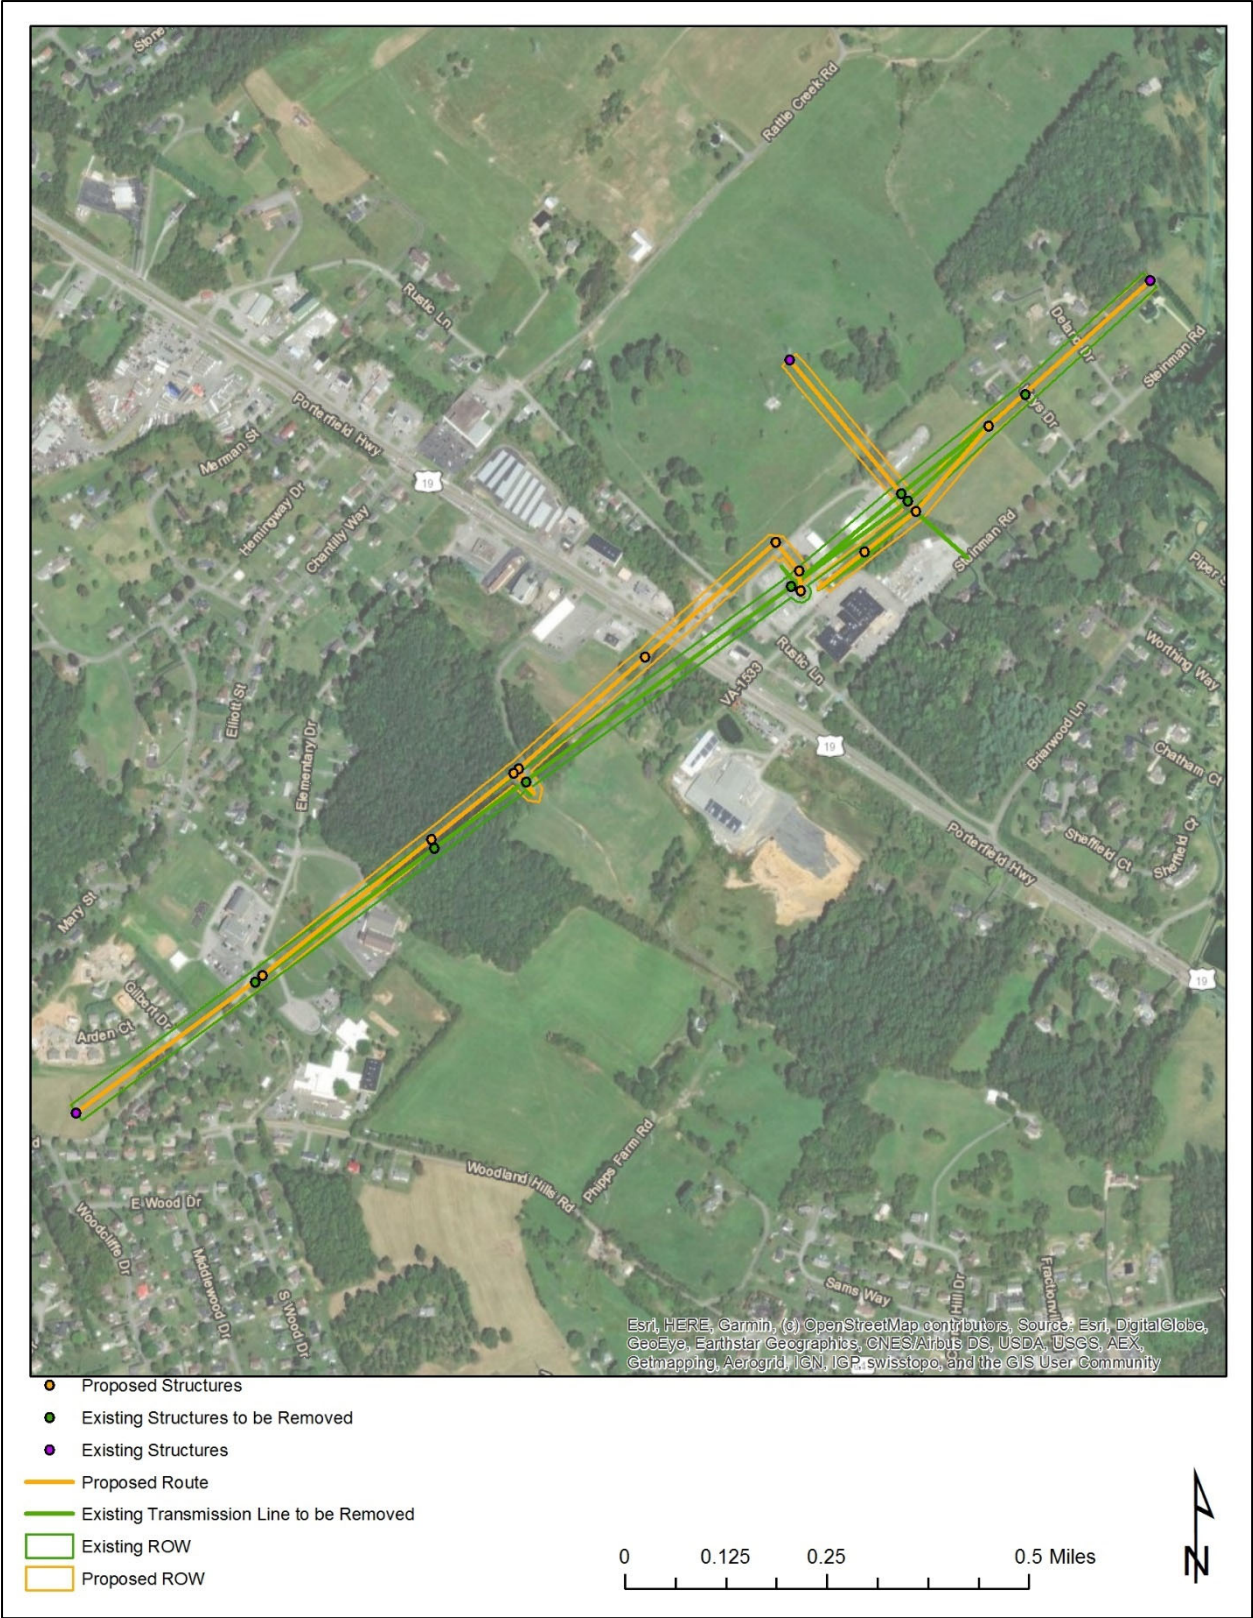 Rattle Creek Rd
Rustic Ln
Delard Dr
Steinman Rd
Porterfield Hwy
19
Merman St
Hemingway Dr
Chantilly Way
Steinman Rd
Piper
Rustic Ln
VA-1533
Worthing Way
Elliott St
Elementary Dr
19
Briarwood Ln
Chatham Ct
Porterfield Hwy
Sheffield Ct
Sheffield Ct
Mary St
19
Gilbert Dr
Arden Ct
Woodland Hills Rd
Phipps Farm Rd
E Wood Dr
Woodcliffe Dr
Middlewood Dr
S Wood Dr
Sams Way
Hill Dr
Esri, HERE, Garmin, (c) OpenStreetMap contributors, Source: Esri, DigitalGlobe,
GeoEye, Earthstar Geographics, CNES/Airbus DS, USDA, USGS, AEX,
Getmapping, Aerogrid, IGN, IGP, swisstopo, and the GIS User Community
Proposed Structures
Existing Structures to be Removed
Existing Structures
Proposed Route
Existing Transmission Line to be Removed
Existing ROW
Proposed ROW
0 0.125 0.25 0.5 Miles
N